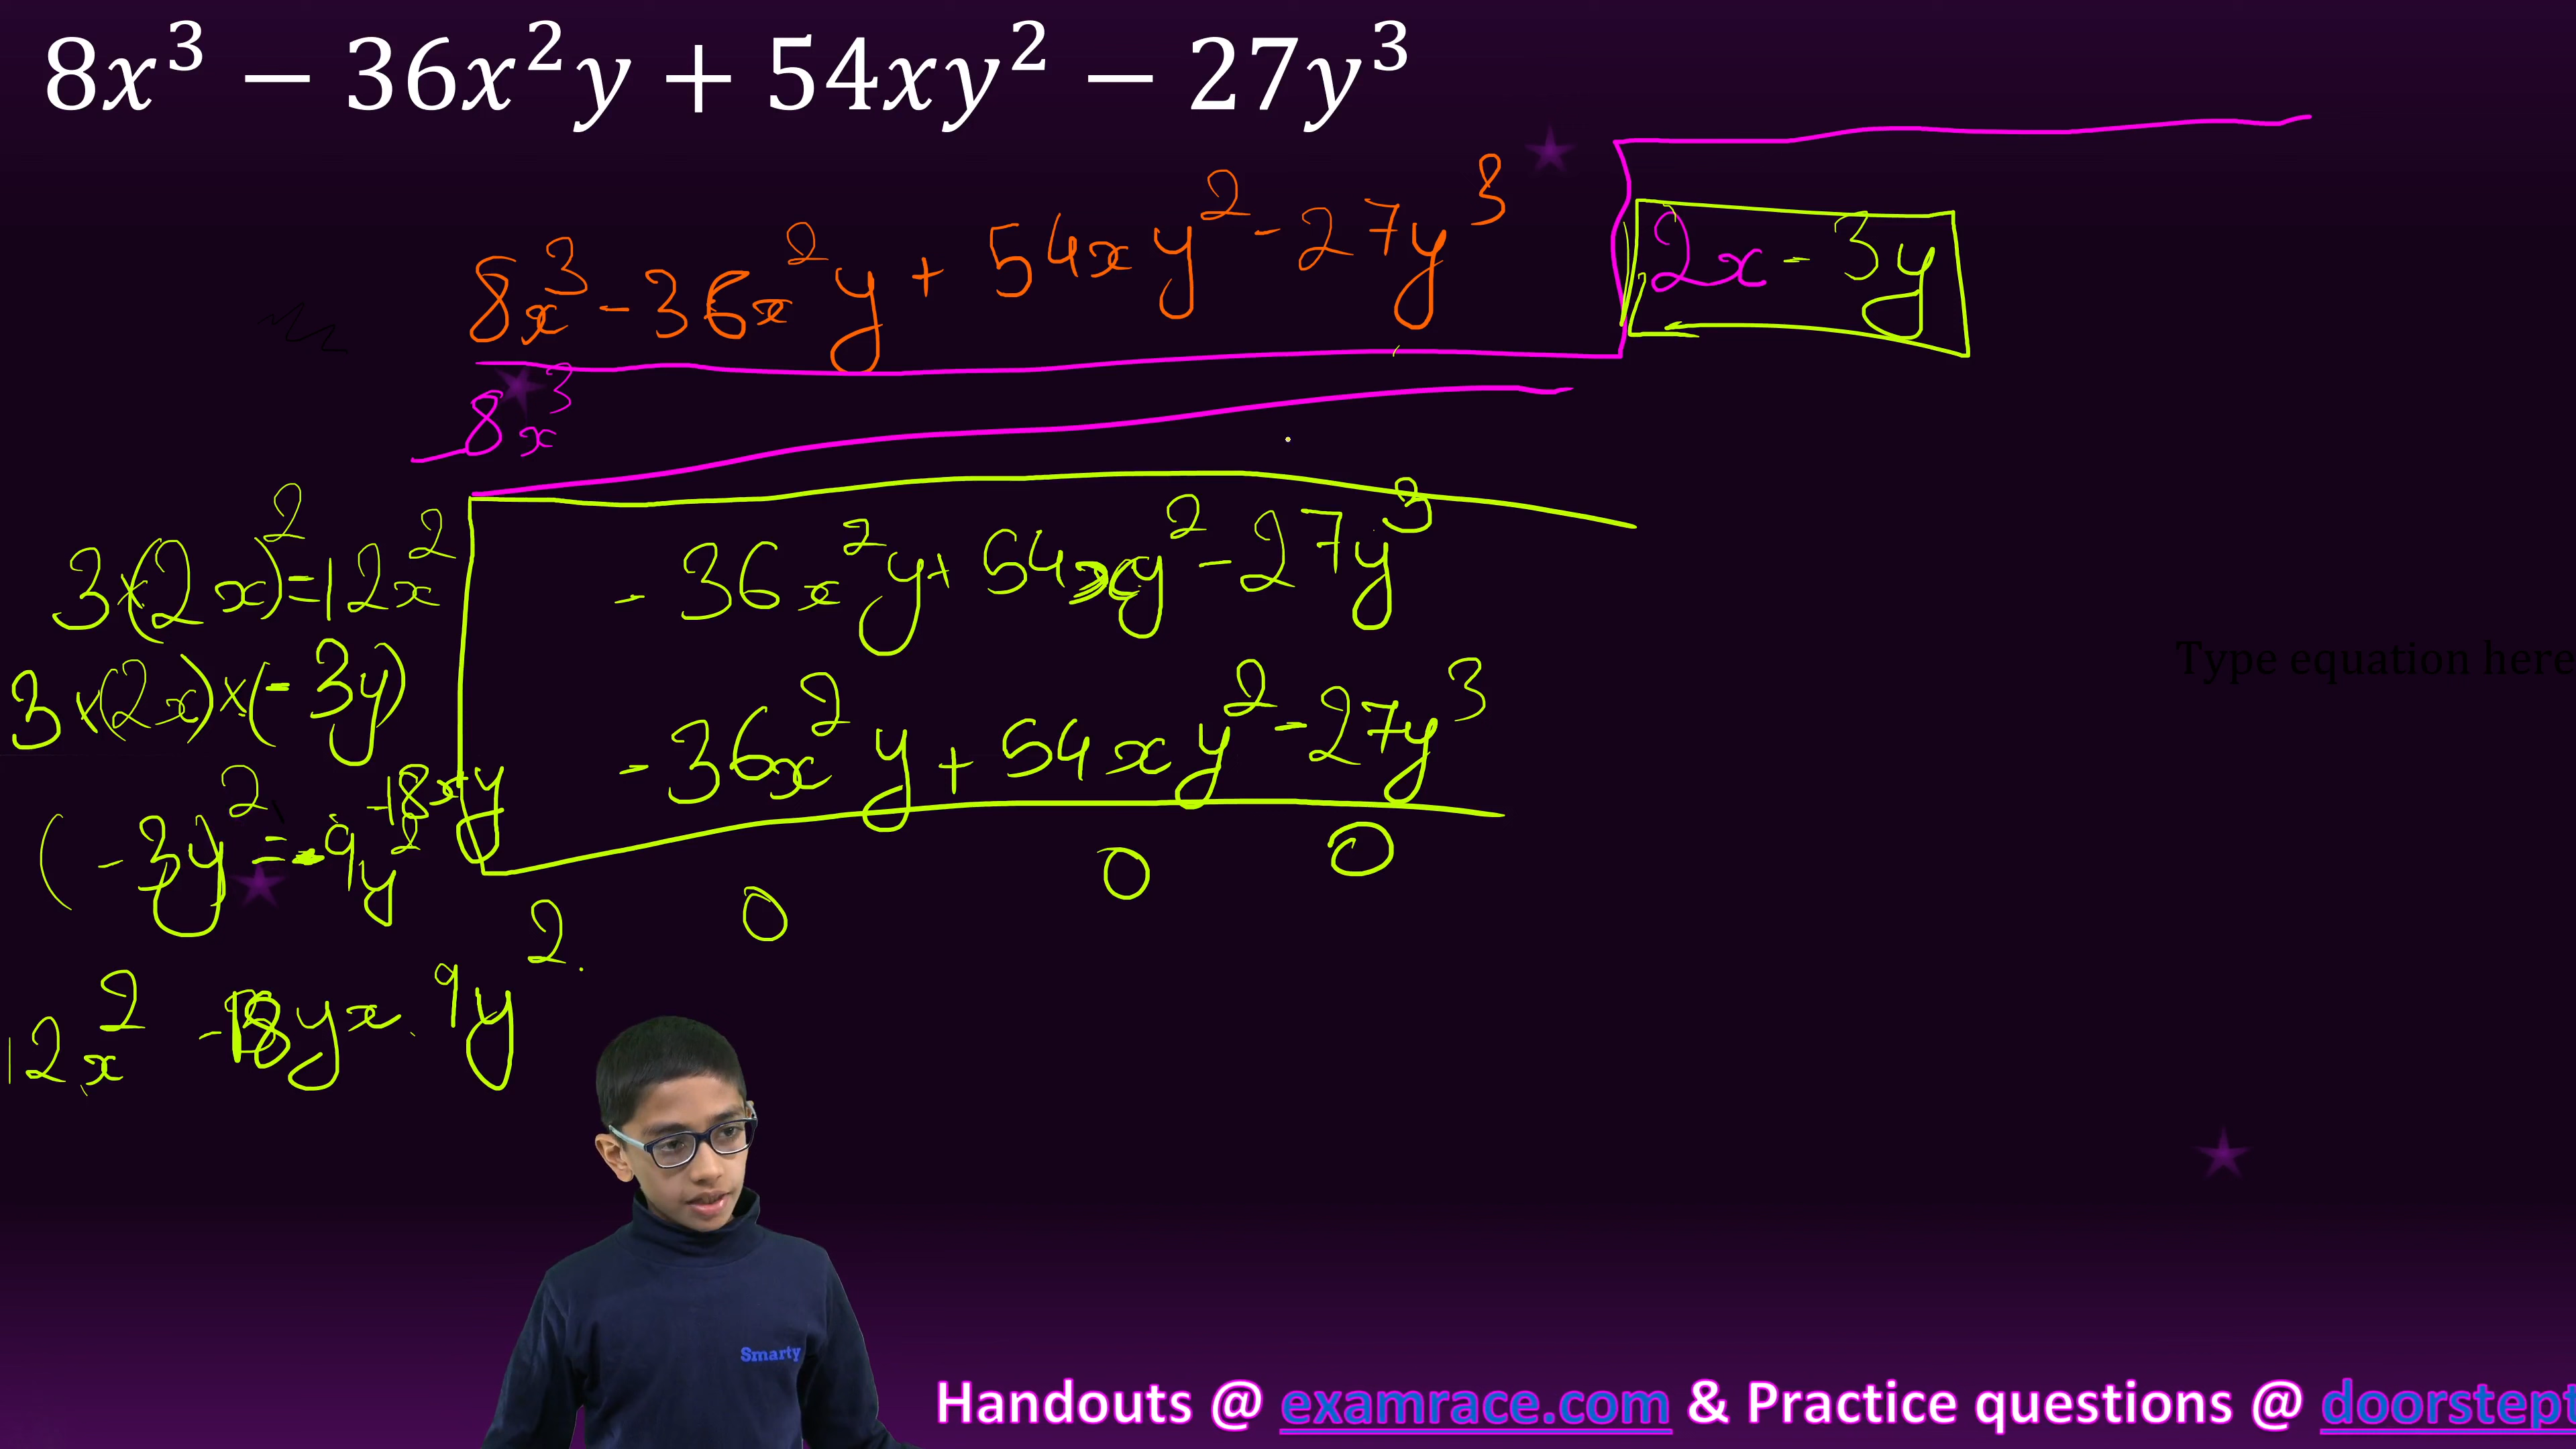 8x³ − 36x²y + 54xy² − 27y³
8x³ - 36x²y + 54xy² - 27y³
2x - 3y
8x³
3×(2x)² = 12x²
- 36x²y + 54xy² - 27y³
3×(2x)×(-3y)
-18xy
- 36x²y + 54xy² - 27y³
(-3y)² = 9y²
0 0 0
12x² -18yx 9y²
Type equation here
Smarty
Handouts @ examrace.com & Practice questions @ doorstept